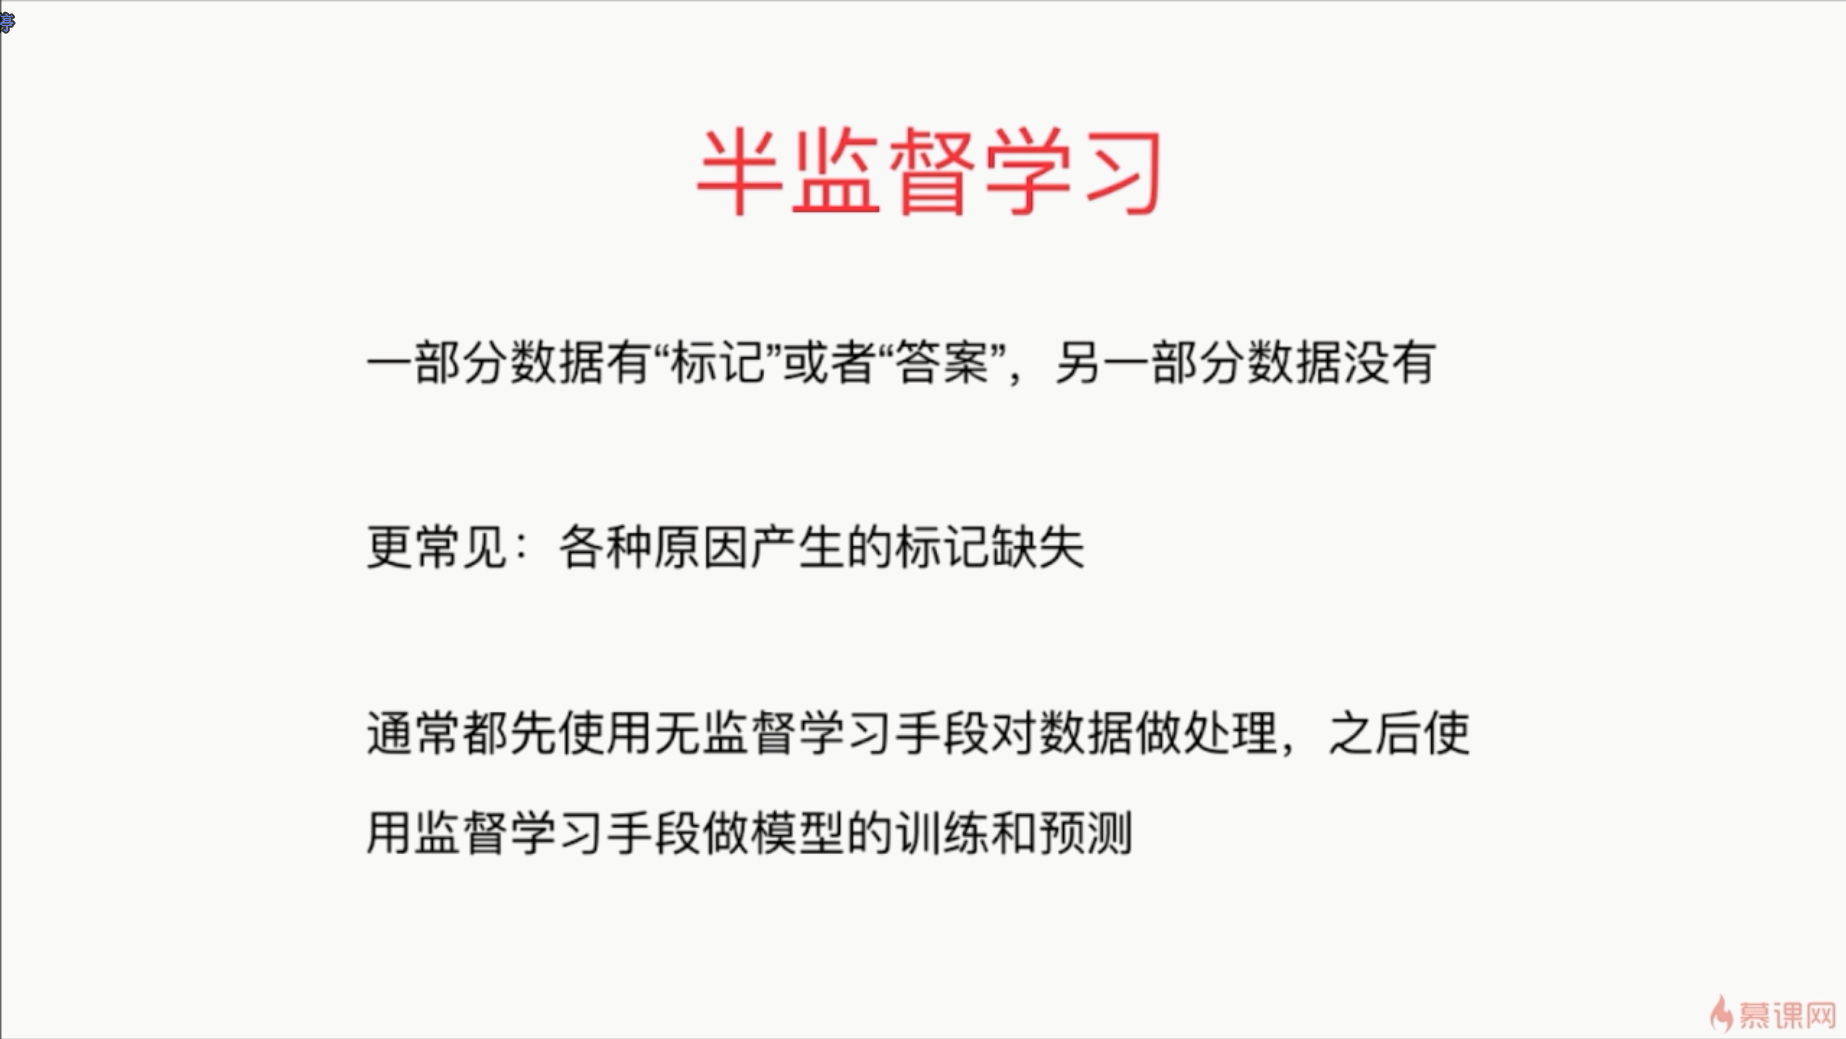 停
半监督学习
一部分数据有“标记”或者“答案”，另一部分数据没有
更常见：各种原因产生的标记缺失
通常都先使用无监督学习手段对数据做处理，之后使
用监督学习手段做模型的训练和预测
慕课网